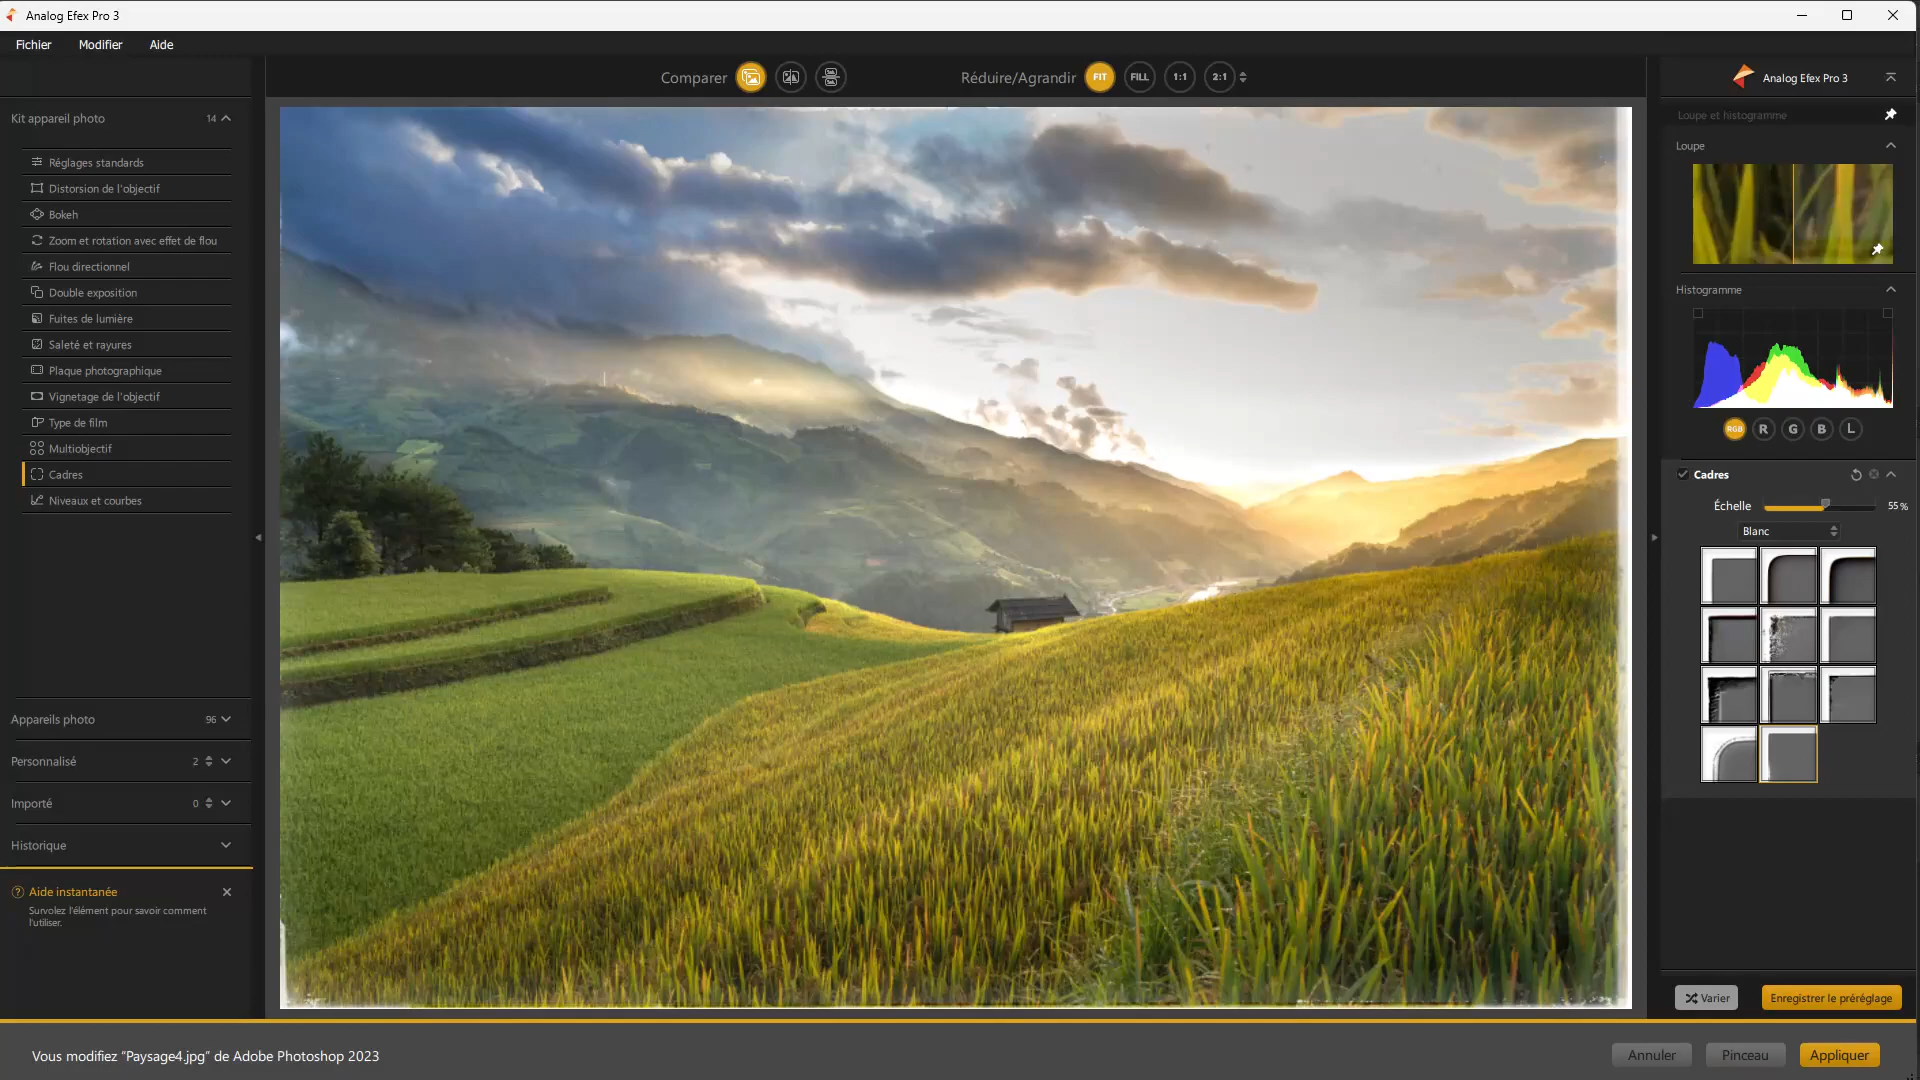 Analog Efex Pro 3
Fichier Modifier Aide
Comparer Réduire/Agrandir FIT FILL 1:1 2:1
Analog Efex Pro 3
Kit appareil photo 14
Réglages standards
Distorsion de l'objectif
Bokeh
Zoom et rotation avec effet de flou
Flou directionnel
Double exposition
Fuites de lumière
Saleté et rayures
Plaque photographique
Vignetage de l'objectif
Type de film
Multiobjectif
Cadres
Niveaux et courbes
Appareils photo 96
Personnalisé 2
Importé 0
Historique
Aide instantanée
Survolez l'élément pour savoir comment
l'utiliser.
Loupe et histogramme
Loupe
Histogramme
RGB R G B L
Cadres
Échelle 55 %
Blanc
Varier Enregistrer le préréglage
Vous modifiez "Paysage4.jpg" de Adobe Photoshop 2023
Annuler Pinceau Appliquer